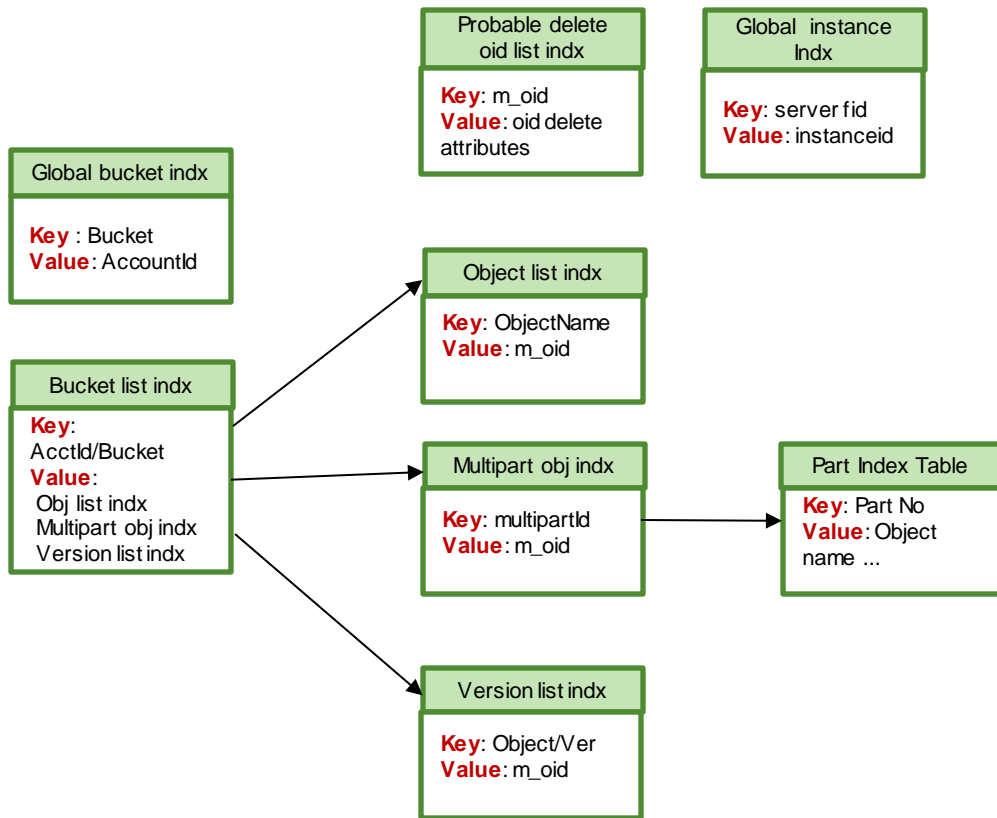 Probable delete
oid list indx
Key: m_oid
Value: oid delete
attributes
Global instance
Indx
Key: server fid
Value: instanceid
Global bucket indx
Key : Bucket
Value: AccountId
Object list indx
Key: ObjectName
Value: m_oid
Bucket list indx
Key:
AcctId/Bucket
Value:
Obj list indx
Multipart obj indx
Version list indx
Multipart obj indx
Key: multipartId
Value: m_oid
Part Index Table
Key: Part No
Value: Object
name ...
Version list indx
Key: Object/Ver
Value: m_oid